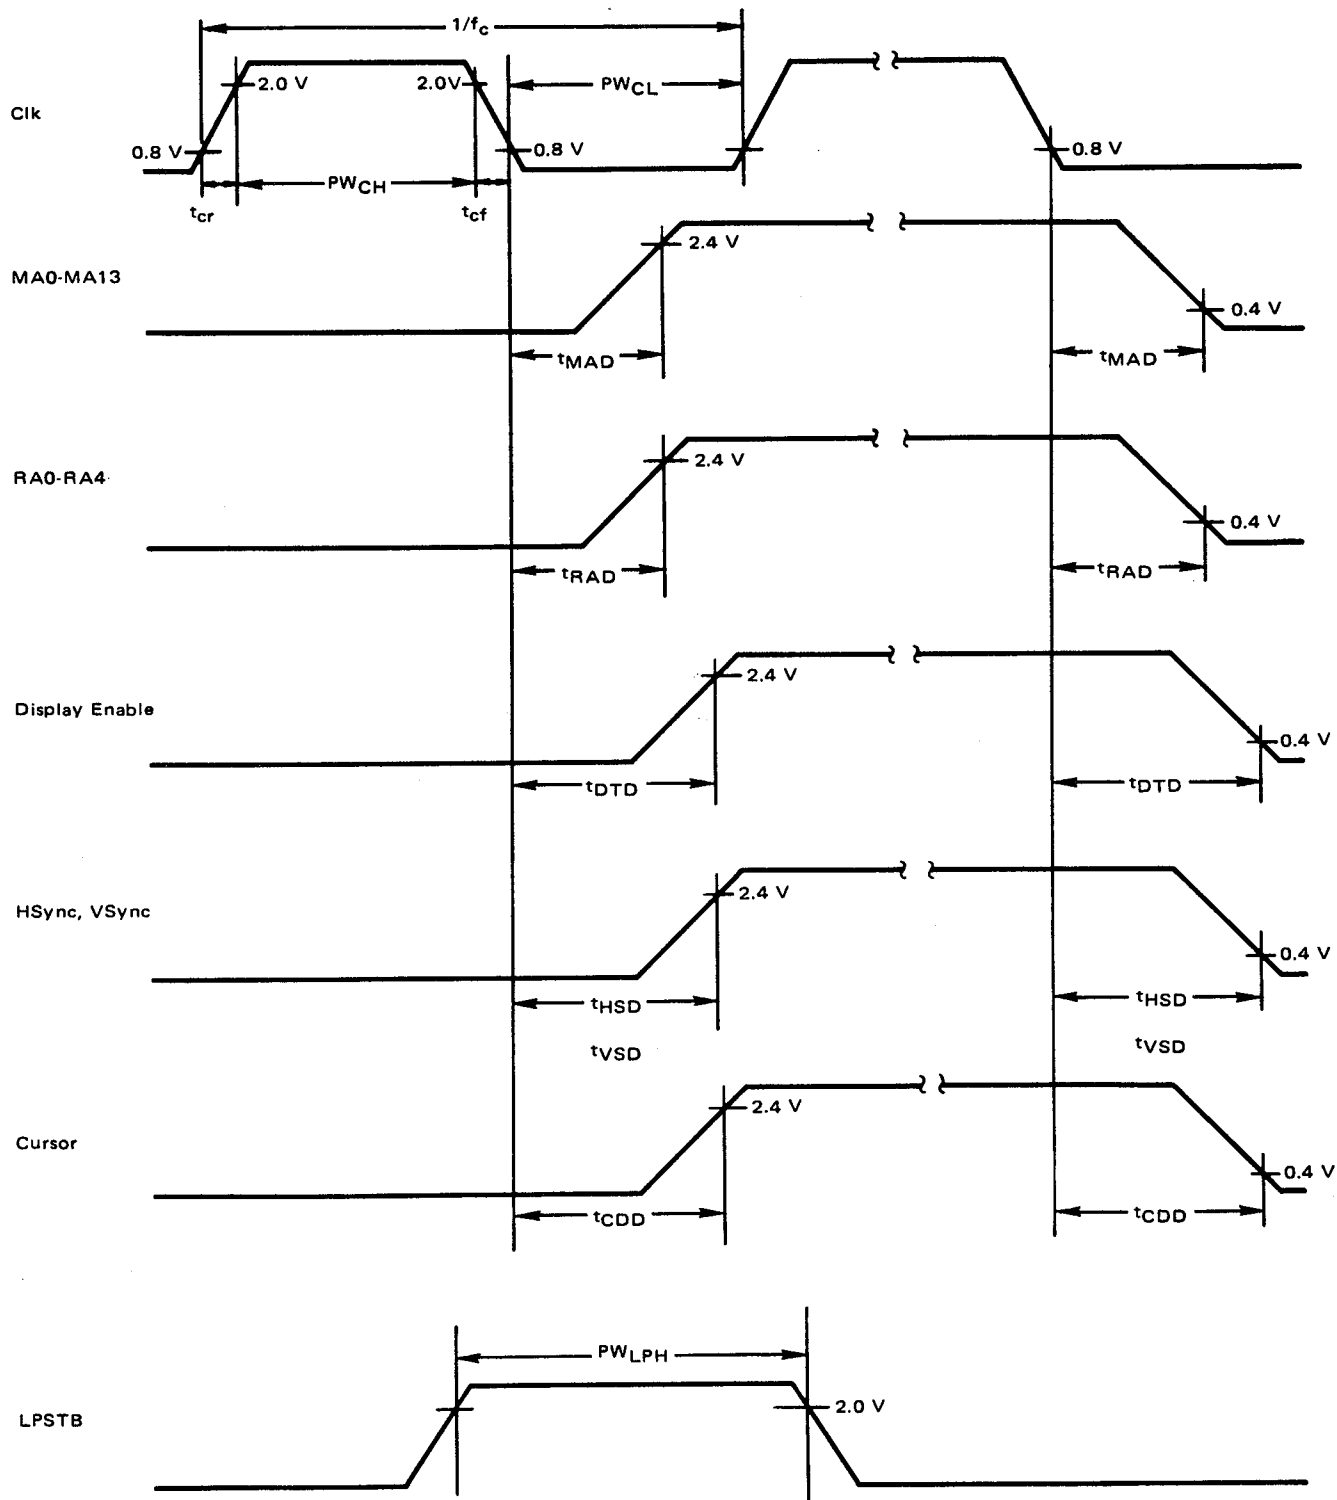 1/fc
2.0 V
2.0V
PWCL
Clk
0.8 V
0.8 V
0.8 V
PWCH
tcr
tcf
2.4 V
MA0-MA13
0.4 V
tMAD
tMAD
2.4 V
RA0-RA4
0.4 V
tRAD
tRAD
2.4 V
Display Enable
0.4 V
tDTD
tDTD
2.4 V
HSync, VSync
0.4 V
tHSD
tHSD
tVSD
tVSD
2.4 V
Cursor
0.4 V
tCDD
tCDD
PWLPH
2.0 V
LPSTB